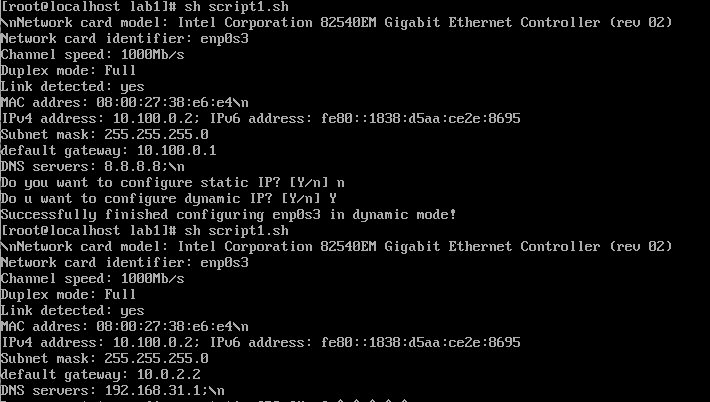 [root@localhost lab1]# sh script1.sh
\nNetwork card model: Intel Corporation 82540EM Gigabit Ethernet Controller (rev 02)
Network card identifier: enp0s3
Channel speed: 1000Mb/s
Duplex mode: Full
Link detected: yes
MAC addres: 08:00:27:38:e6:e4\n
IPv4 address: 10.100.0.2; IPv6 address: fe80::1838:d5aa:ce2e:8695
Subnet mask: 255.255.255.0
default gateway: 10.100.0.1
DNS servers: 8.8.8.8;\n
Do you want to configure static IP? [Y/n] n
Do u want to configure dynamic IP? [Y/n] Y
Successfully finished configuring enp0s3 in dynamic mode!
[root@localhost lab1]# sh script1.sh
\nNetwork card model: Intel Corporation 82540EM Gigabit Ethernet Controller (rev 02)
Network card identifier: enp0s3
Channel speed: 1000Mb/s
Duplex mode: Full
Link detected: yes
MAC addres: 08:00:27:38:e6:e4\n
IPv4 address: 10.100.0.2; IPv6 address: fe80::1838:d5aa:ce2e:8695
Subnet mask: 255.255.255.0
default gateway: 10.0.2.2
DNS servers: 192.168.31.1;\n